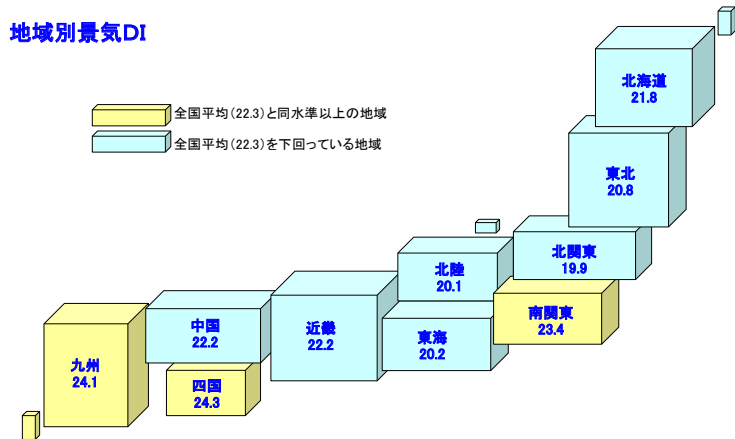 地域別景気DI
全国平均(22.3)と同水準以上の地域
全国平均(22.3)を下回っている地域
北海道
21.8
東北
20.8
北関東
19.9
北陸
20.1
南関東
23.4
東海
20.2
近畿
22.2
中国
22.2
四国
24.3
九州
24.1